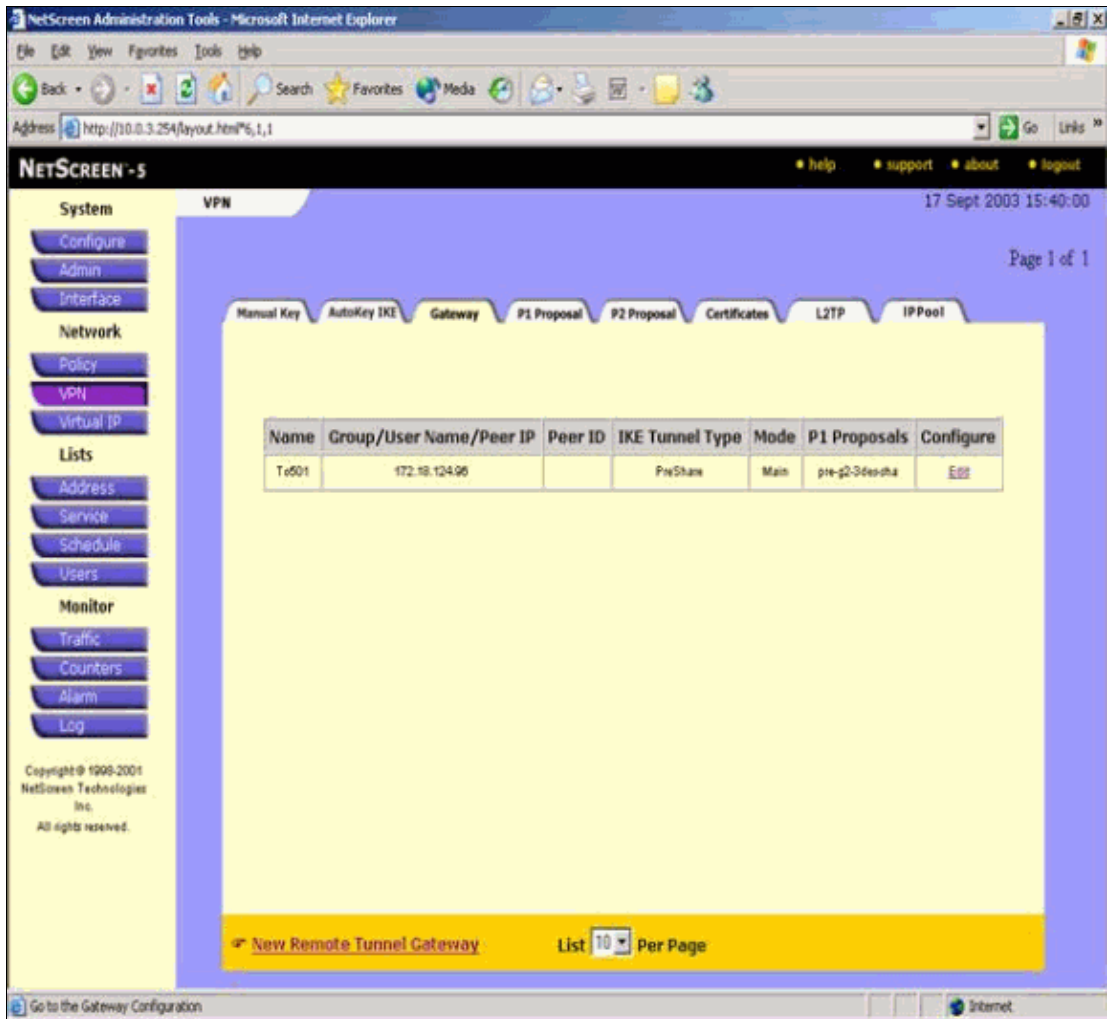 NetScreen Administration Tools - Microsoft Internet Explorer
File Edit View Favorites Tools Help
Back Search Favorites Media
Address http://10.0.3.254/layout.html*6,1,1 Go Links »
NETSCREEN-5 help support about logout
VPN 17 Sept 2003 15:40:00
Page 1 of 1
System
Configure
Admin
Interface
Network
Policy
VPN
Virtual IP
Lists
Address
Service
Schedule
Users
Monitor
Traffic
Counters
Alarm
Log
Copyright © 1998-2001
NetScreen Technologies
Inc.
All rights reserved.
Manual Key AutoKey IKE Gateway P1 Proposal P2 Proposal Certificates L2TP IP Pool
Name Group/User Name/Peer IP Peer ID IKE Tunnel Type Mode P1 Proposals Configure
To501 172.18.124.96 PreShare Main pre-g2-3des-sha Edit
New Remote Tunnel Gateway List 10 Per Page
Go to the Gateway Configuration Internet